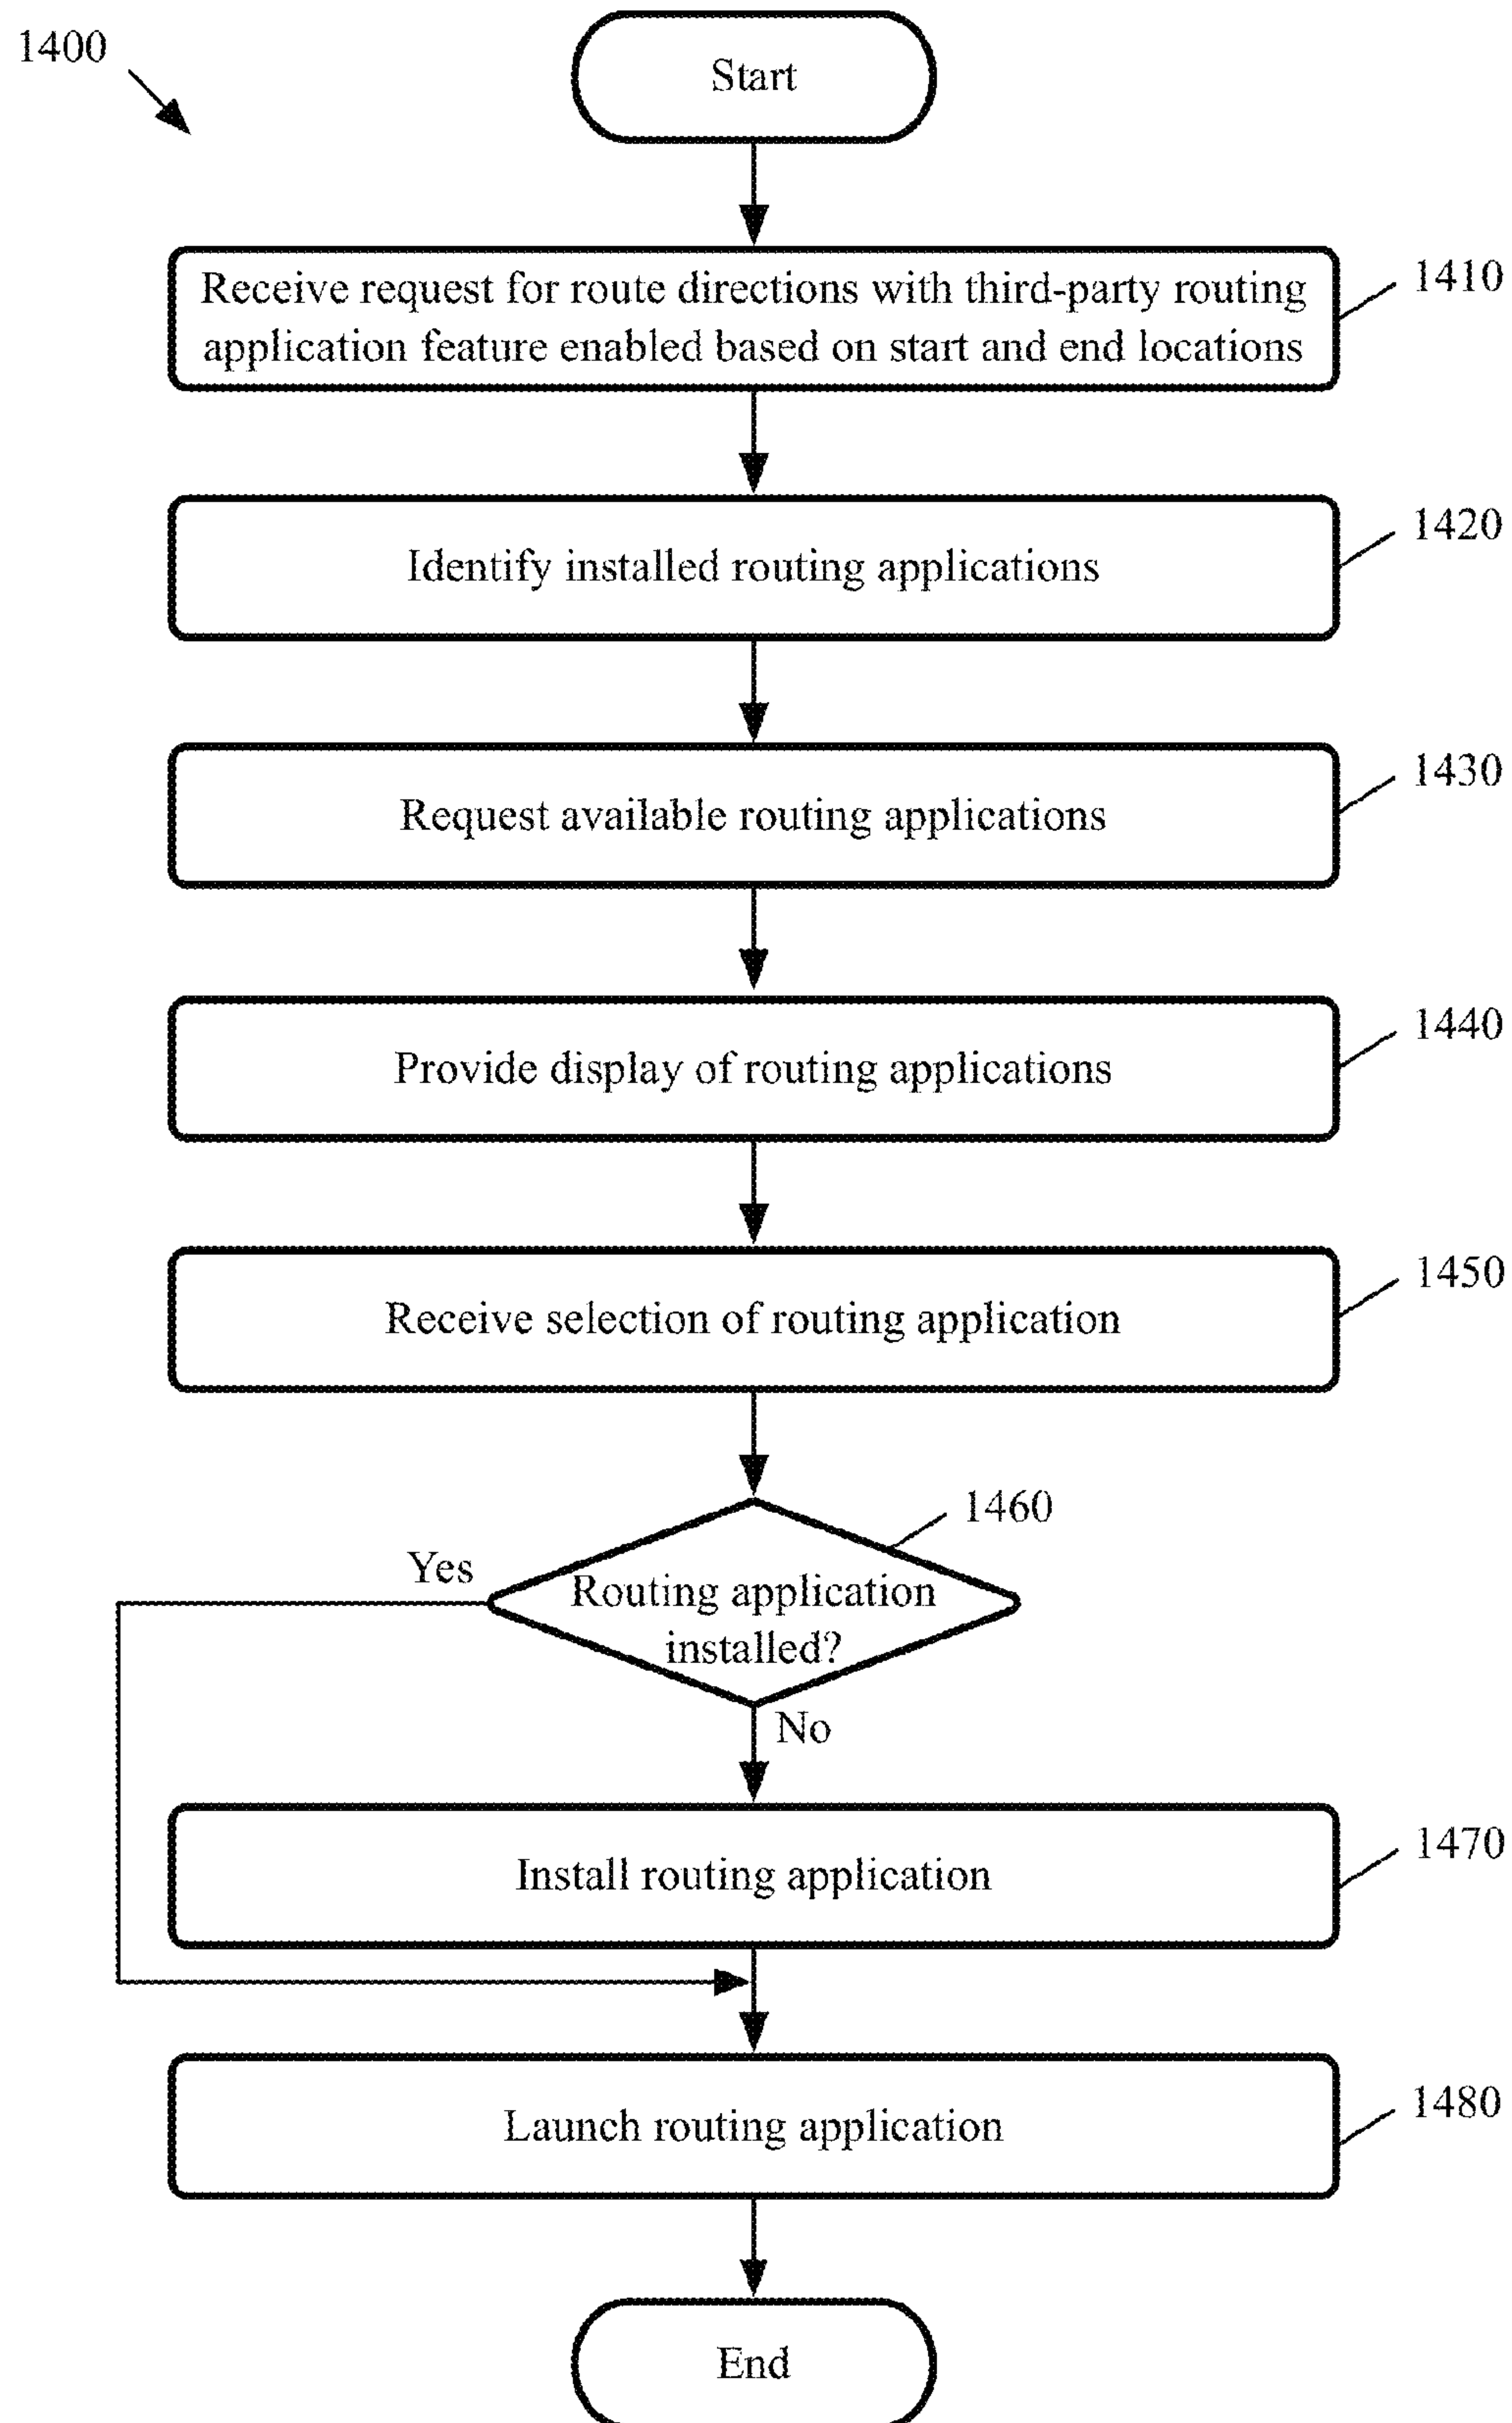 1400
Start
Receive request for route directions with third-party routing
application feature enabled based on start and end locations
1410
Identify installed routing applications
1420
Request available routing applications
1430
Provide display of routing applications
1440
Receive selection of routing application
1450
1460
Yes
Routing application
installed?
No
Install routing application
1470
Launch routing application
1480
End